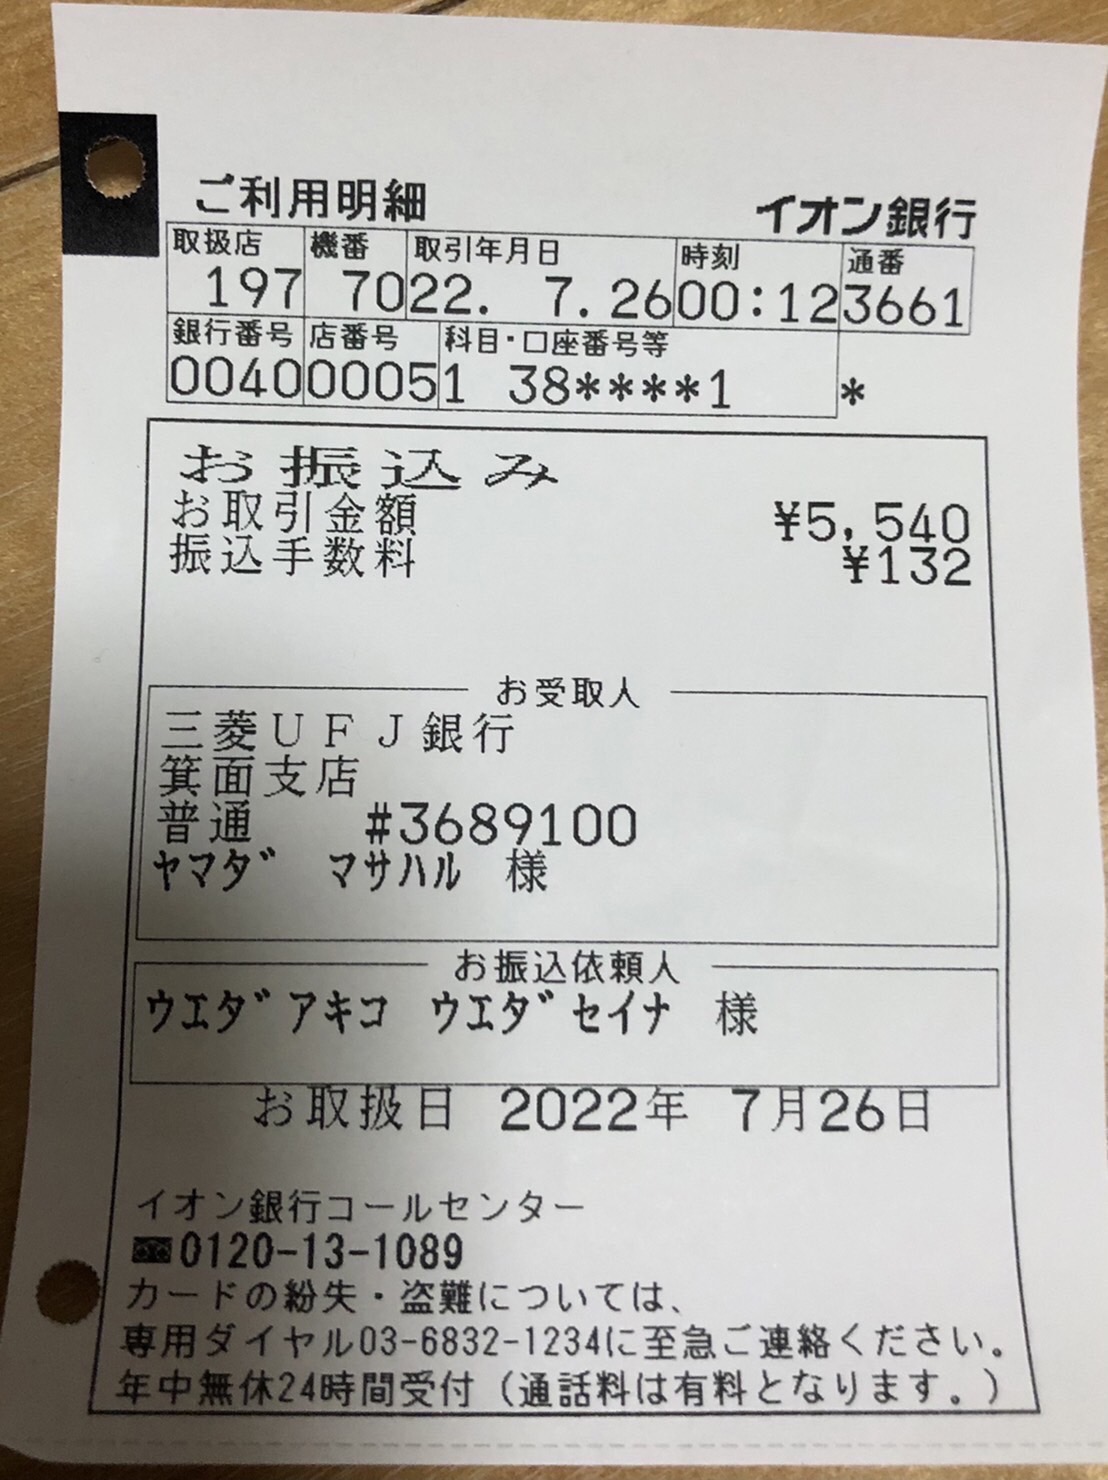 ご利用明細 イオン銀行
取扱店 機番 取引年月日 時刻 通番
197 70 22. 7.26 00:12 3661
銀行番号 店番号 科目・口座番号等
0040 0005 1 38****1 *
お振込み
お取引金額 ¥5,540
振込手数料 ¥132
お受取人
三菱UFJ銀行
箕面支店
普通 #3689100
ヤマダ マサハル 様
お振込依頼人
ウエダアキコ ウエダセイナ 様
お取扱日 2022年 7月26日
イオン銀行コールセンター
0120-13-1089
カードの紛失・盗難については、
専用ダイヤル03-6832-1234に至急ご連絡ください。
年中無休24時間受付(通話料は有料となります。)